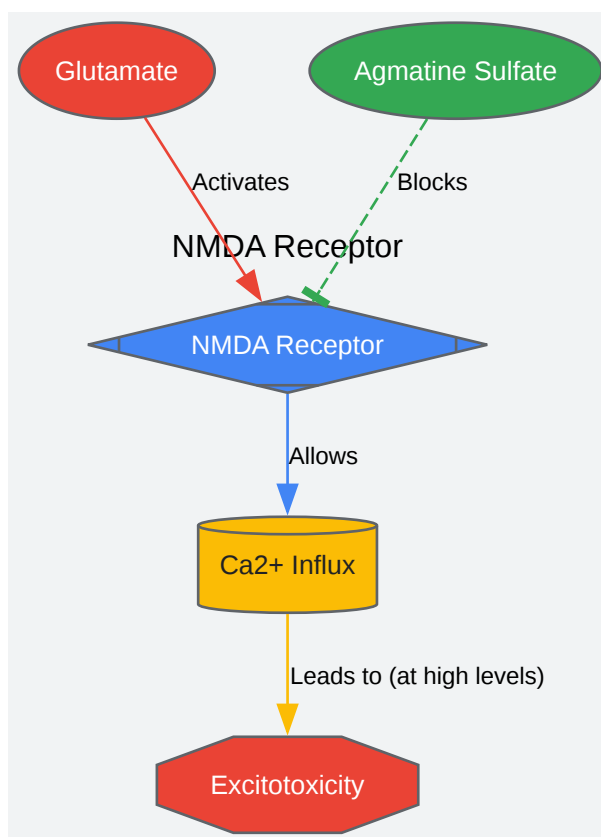 Glutamate
Agmatine Sulfate
Activates
Blocks
NMDA Receptor
NMDA Receptor
Allows
Ca2+ Influx
Leads to (at high levels)
Excitotoxicity